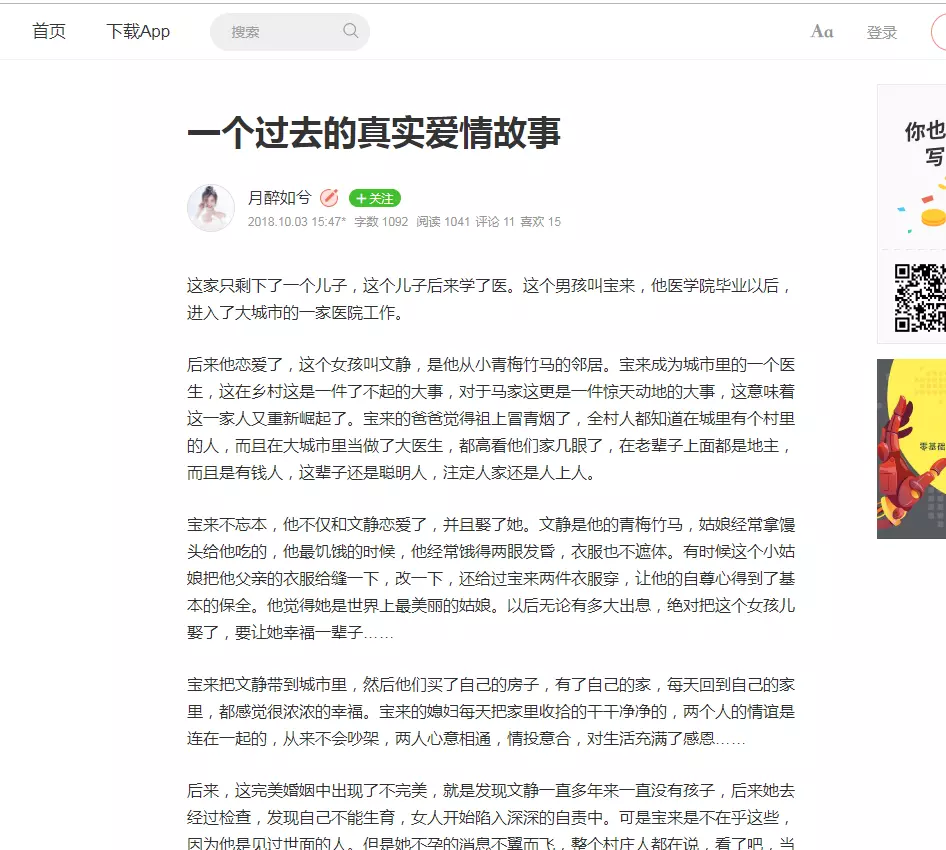 首页 下载App 搜索 Aa 登录
一个过去的真实爱情故事
月醉如兮 +关注
2018.10.03 15:47* 字数 1092 阅读 1041 评论 11 喜欢 15
这家只剩下了一个儿子，这个儿子后来学了医。这个男孩叫宝来，他医学院毕业以后，
进入了大城市的一家医院工作。
后来他恋爱了，这个女孩叫文静，是他从小青梅竹马的邻居。宝来成为城市里的一个医
生，这在乡村这是一件了不起的大事，对于马家这更是一件惊天动地的大事，这意味着
这一家人又重新崛起了。宝来的爸爸觉得祖上冒青烟了，全村人都知道在城里有个村里
的人，而且在大城市里当做了大医生，都高看他们家几眼了，在老辈子上面都是地主，
而且是有钱人，这辈子还是聪明人，注定人家还是人上人。
宝来不忘本，他不仅和文静恋爱了，并且娶了她。文静是他的青梅竹马，姑娘经常拿馒
头给他吃的，他最饥饿的时候，他经常饿得两眼发昏，衣服也不遮体。有时候这个小姑
娘把他父亲的衣服给缝一下，改一下，还给过宝来两件衣服穿，让他的自尊心得到了基
本的保全。他觉得她是世界上最美丽的姑娘。以后无论有多大出息，绝对把这个女孩儿
娶了，要让她幸福一辈子……
宝来把文静带到城市里，然后他们买了自己的房子，有了自己的家，每天回到自己的家
里，都感觉很浓浓的幸福。宝来的媳妇每天把家里收拾的干干净净的，两个人的情谊是
连在一起的，从来不会吵架，两人心意相通，情投意合，对生活充满了感恩……
后来，这完美婚姻中出现了不完美，就是发现文静一直多年来一直没有孩子，后来她去
经过检查，发现自己不能生育，女人开始陷入深深的自责中。可是宝来是不在乎这些，
因为他是见过世面的人。但是她不孕的消息不翼而飞，整个村庄人都在说，看了吧，当
你也
写
零基础